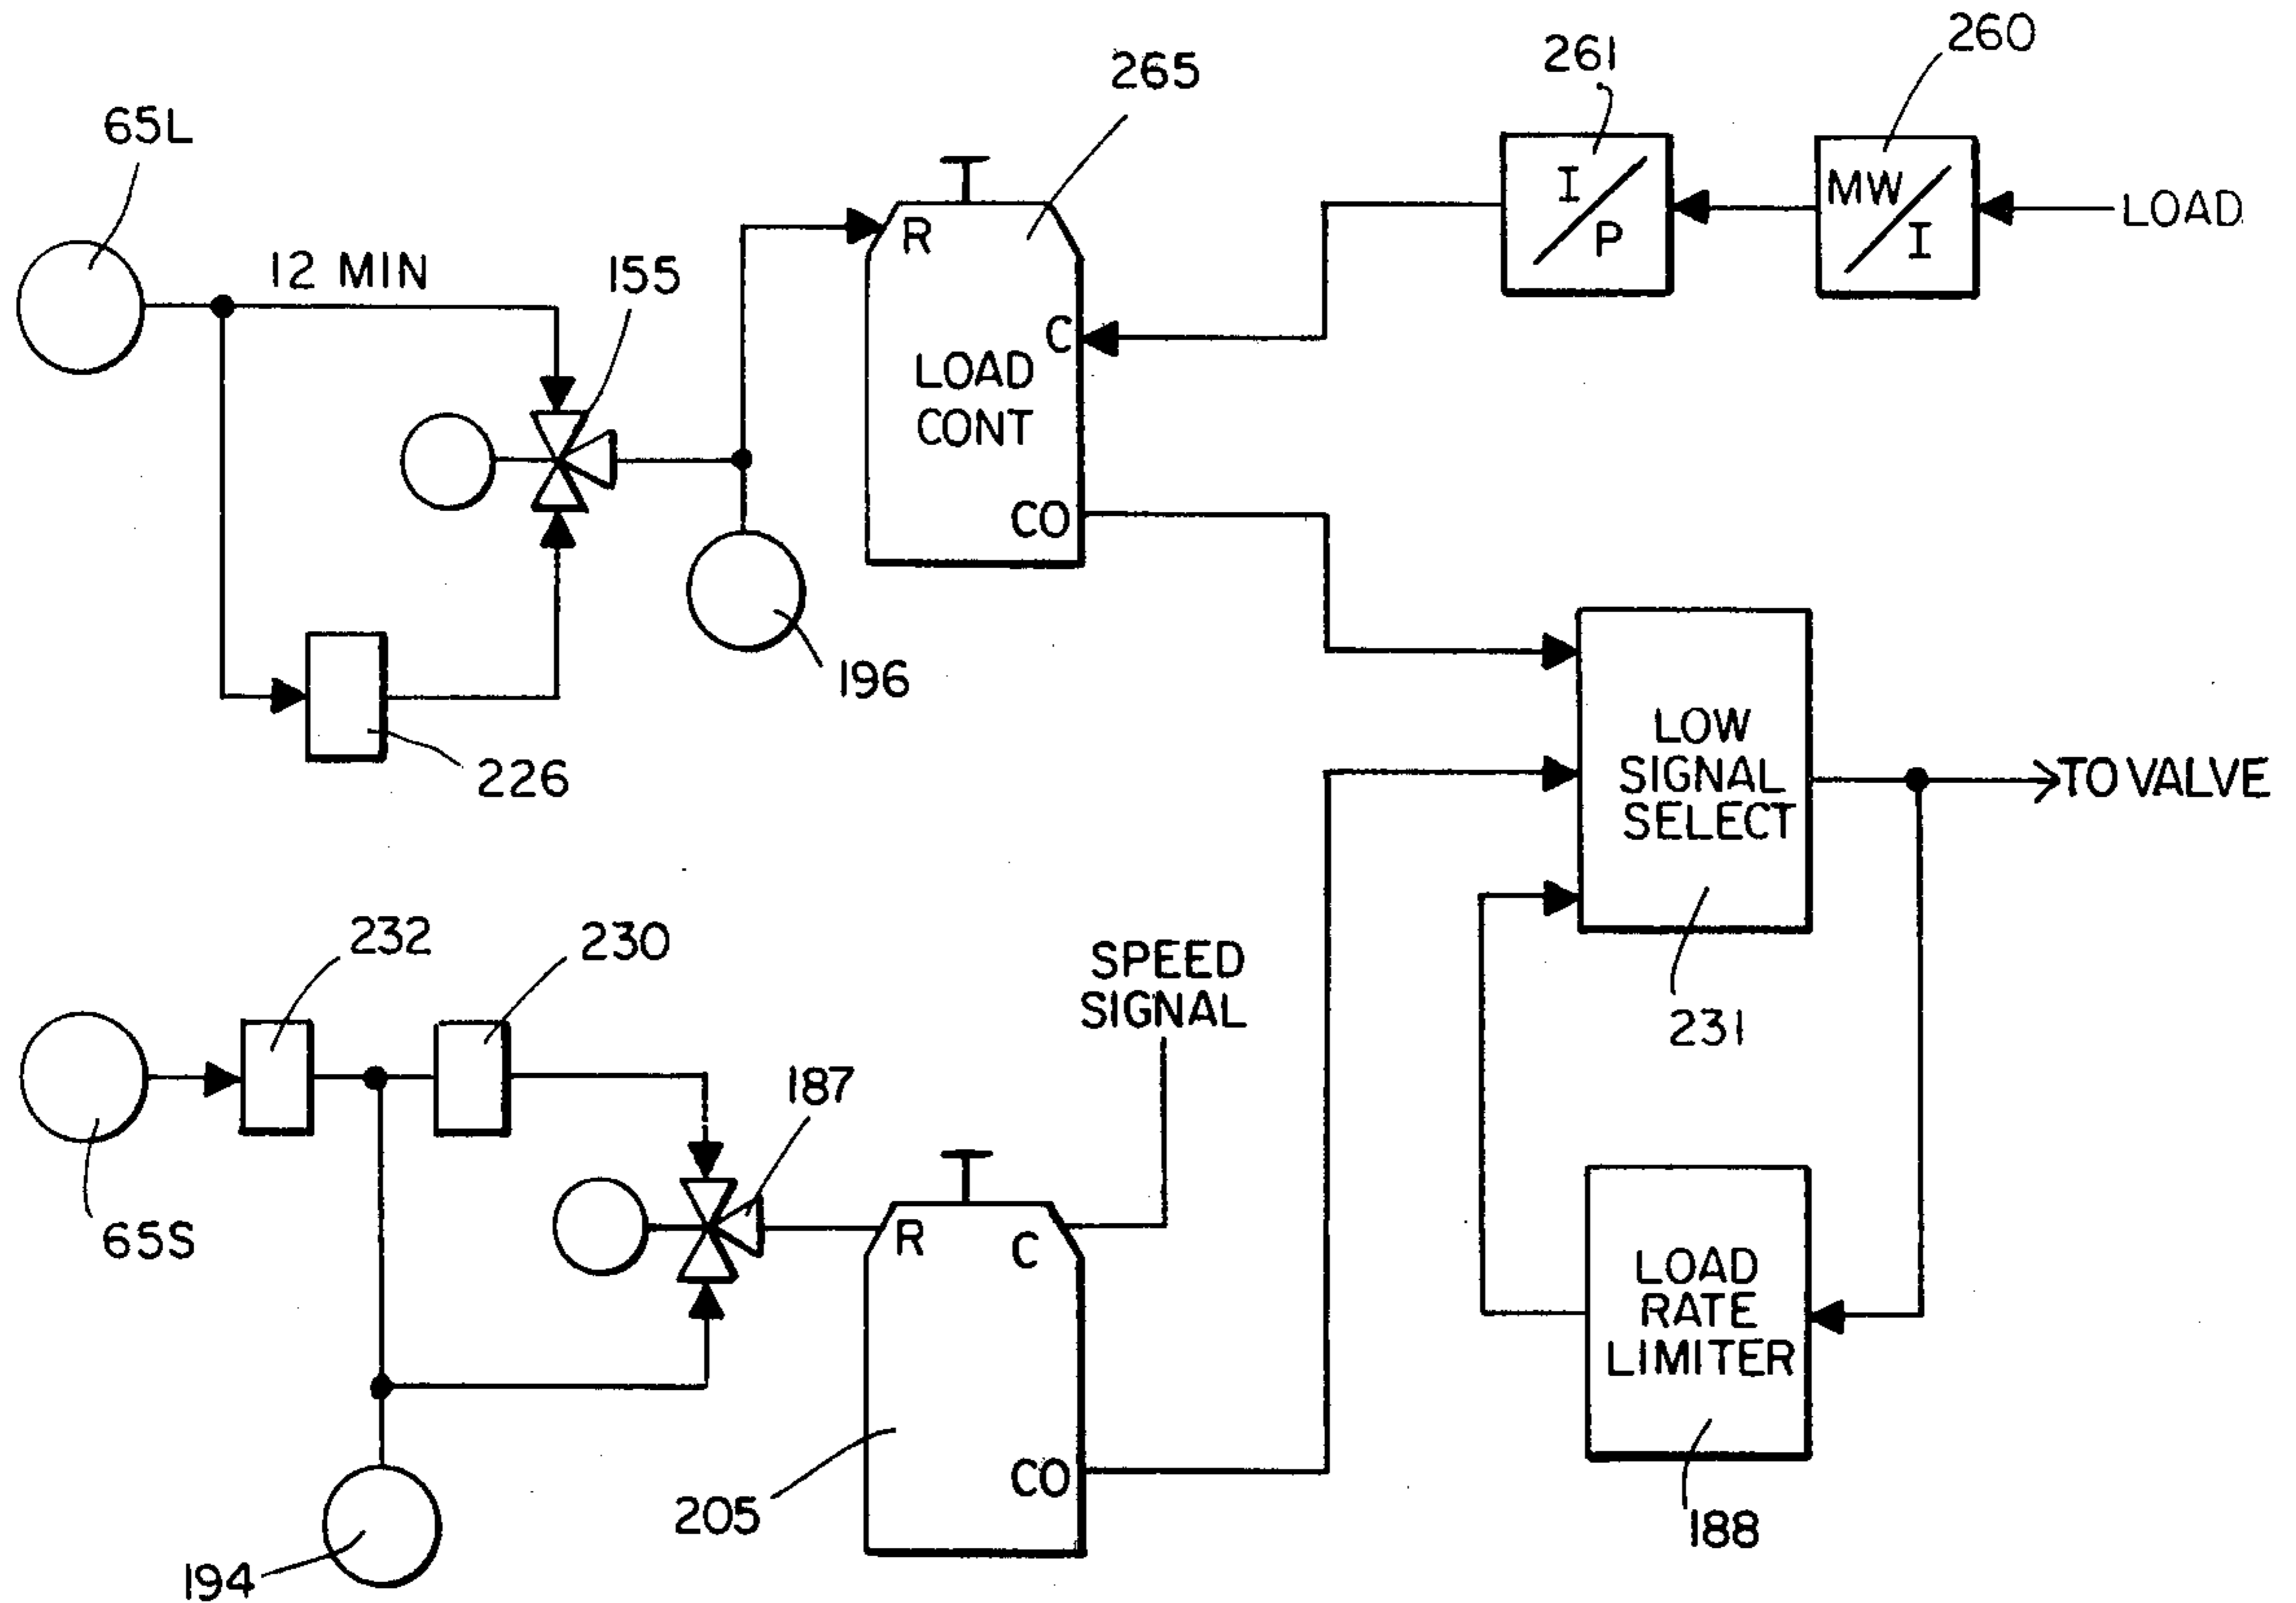 65L
12 MIN
155
265
261
260
R
I
P
MW
I
LOAD
C
LOAD
CONT
CO
196
226
LOW
SIGNAL
SELECT
TO VALVE
231
232
230
SPEED
SIGNAL
187
65S
R
C
LOAD
RATE
LIMITER
CO
205
188
194